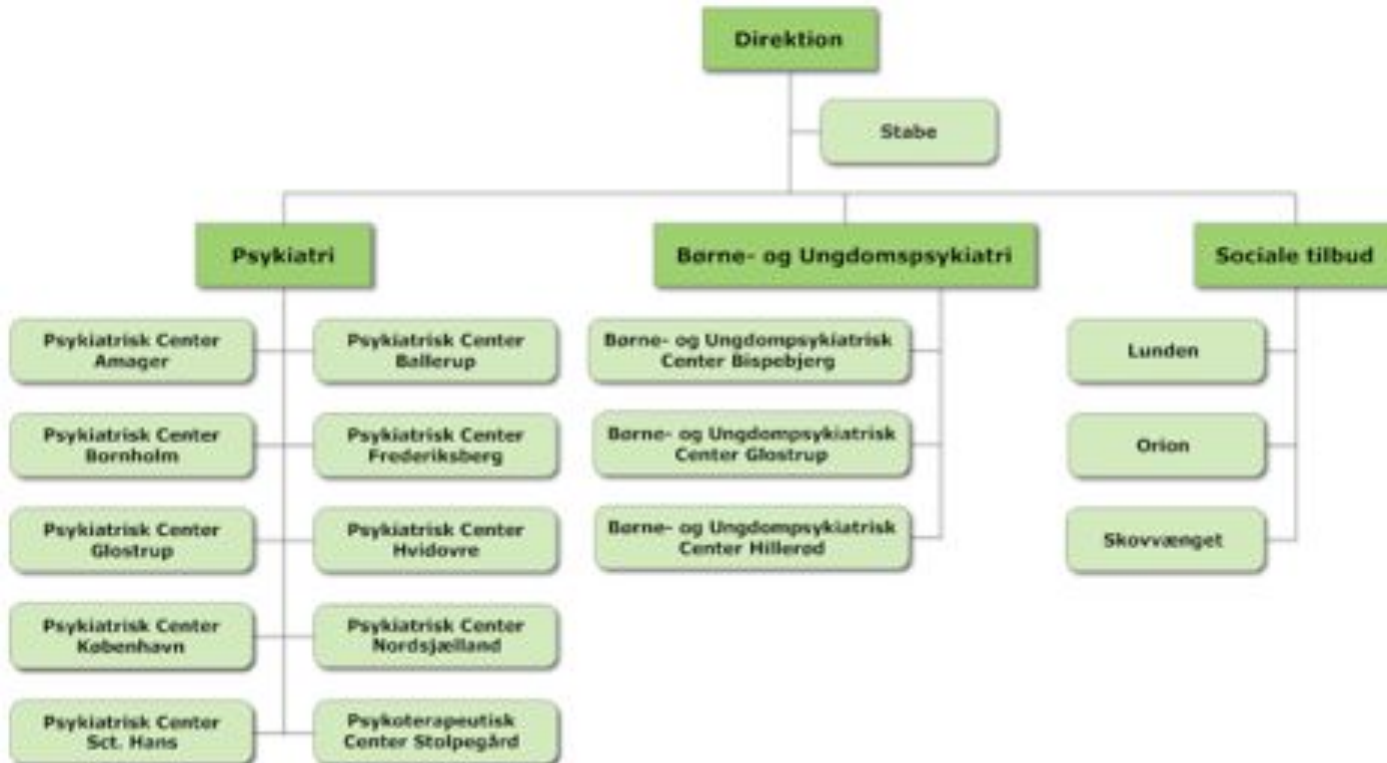 Direktion
Stabe
Psykiatri
Børne- og Ungdomspsykiatri
Sociale tilbud
Psykiatrisk Center
Amager
Psykiatrisk Center
Ballerup
Psykiatrisk Center
Bornholm
Psykiatrisk Center
Frederiksberg
Psykiatrisk Center
Glostrup
Psykiatrisk Center
Hvidovre
Psykiatrisk Center
København
Psykiatrisk Center
Nordsjælland
Psykiatrisk Center
Sct. Hans
Psykoterapeutisk
Center Stolpegård
Børne- og Ungdompsykiatrisk
Center Bispebjerg
Børne- og Ungdompsykiatrisk
Center Glostrup
Børne- og Ungdompsykiatrisk
Center Hillerød
Lunden
Orion
Skovvænget